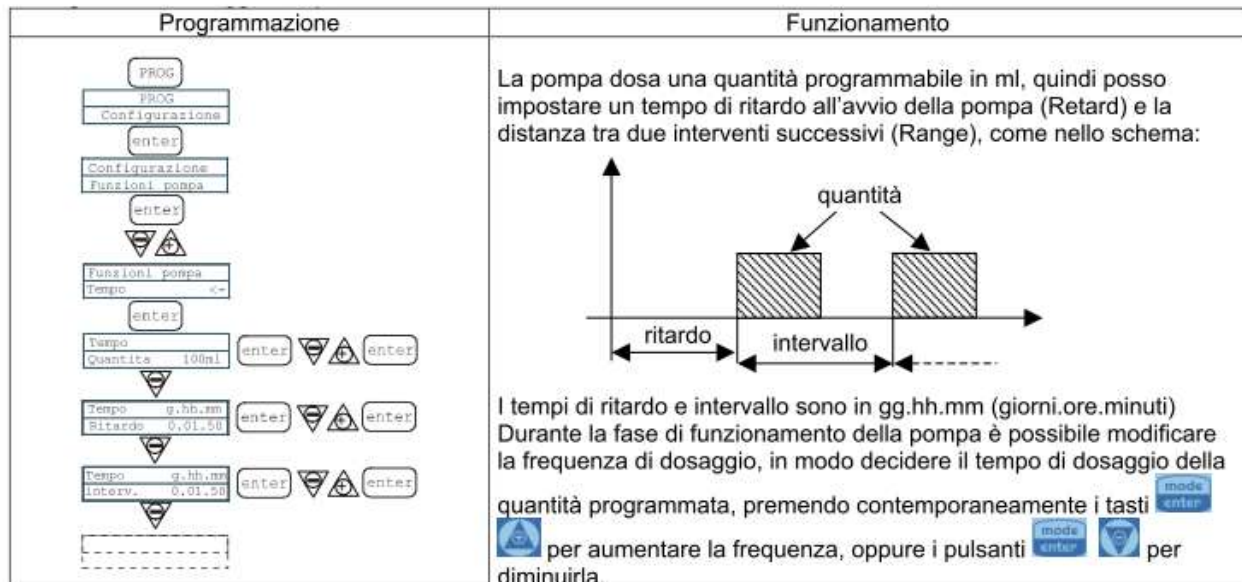 Programmazione
Funzionamento
PROG
PROG
Configurazione
enter
Configurazione
Funzioni pompa
enter
Funzioni pompa
Tempo <-
enter
Tempo
Quantita 100ml
enter
enter
Tempo g.hh.mm
Ritardo 0.01.50
enter
enter
Tempo g.hh.mm
interv. 0.01.50
enter
enter
La pompa dosa una quantità programmabile in ml, quindi posso
impostare un tempo di ritardo all'avvio della pompa (Retard) e la
distanza tra due interventi successivi (Range), come nello schema:
quantità
ritardo
intervallo
I tempi di ritardo e intervallo sono in gg.hh.mm (giorni.ore.minuti)
Durante la fase di funzionamento della pompa è possibile modificare
la frequenza di dosaggio, in modo decidere il tempo di dosaggio della
quantità programmata, premendo contemporaneamente i tasti mode enter
per aumentare la frequenza, oppure i pulsanti mode enter per
diminuirla.